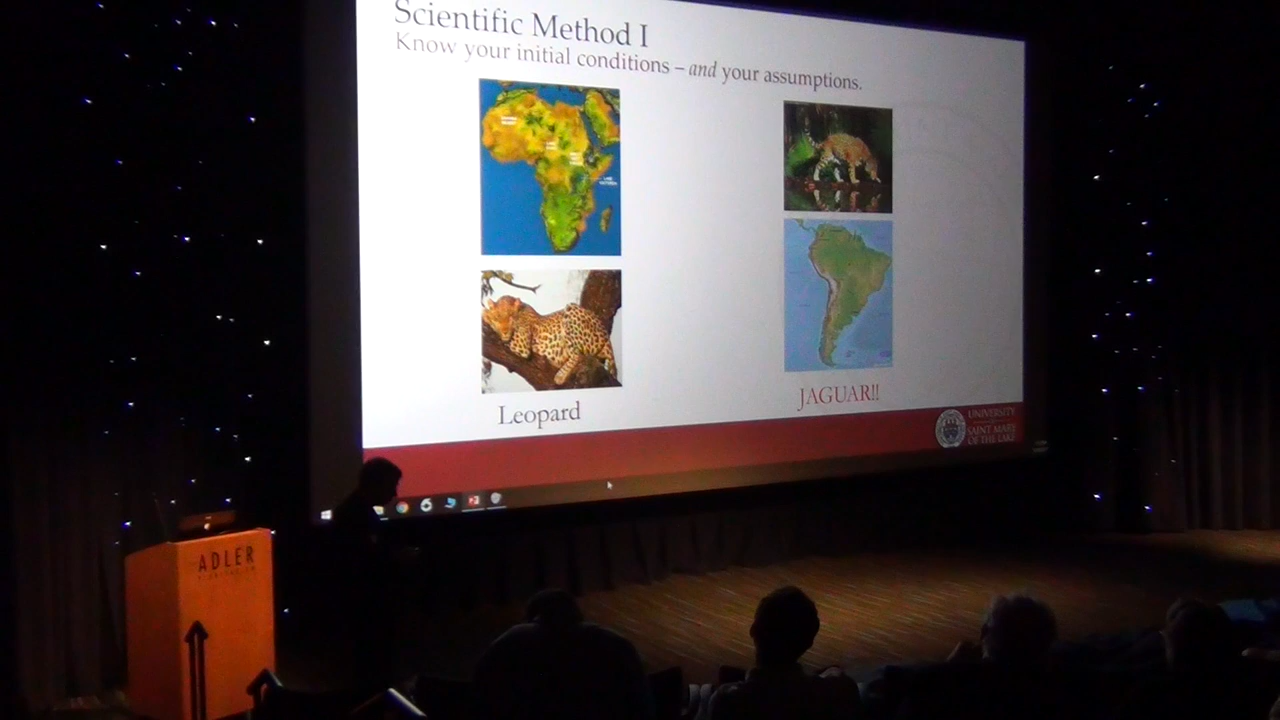 Scientific Method I
Know your initial conditions – and your assumptions.
Leopard
JAGUAR!!
UNIVERSITY
SAINT MARY
OF THE LAKE
ADLER